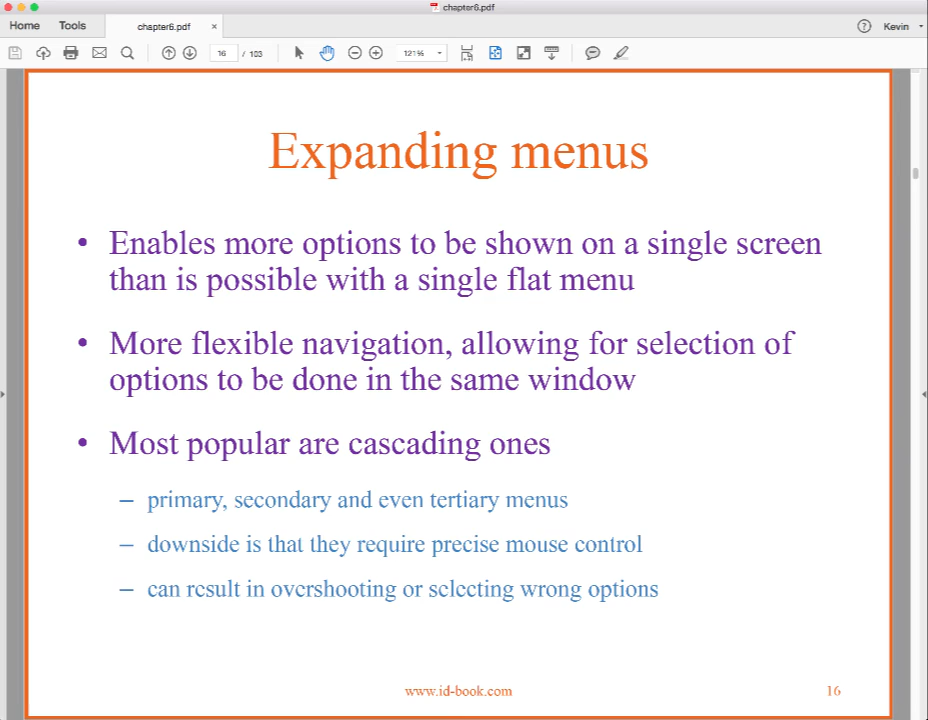 chapter6.pdf
Home Tools chapter6.pdf × ? Kevin
16 / 103 121%
Expanding menus
• Enables more options to be shown on a single screen
than is possible with a single flat menu
• More flexible navigation, allowing for selection of
options to be done in the same window
• Most popular are cascading ones
– primary, secondary and even tertiary menus
– downside is that they require precise mouse control
– can result in overshooting or selecting wrong options
www.id-book.com 16